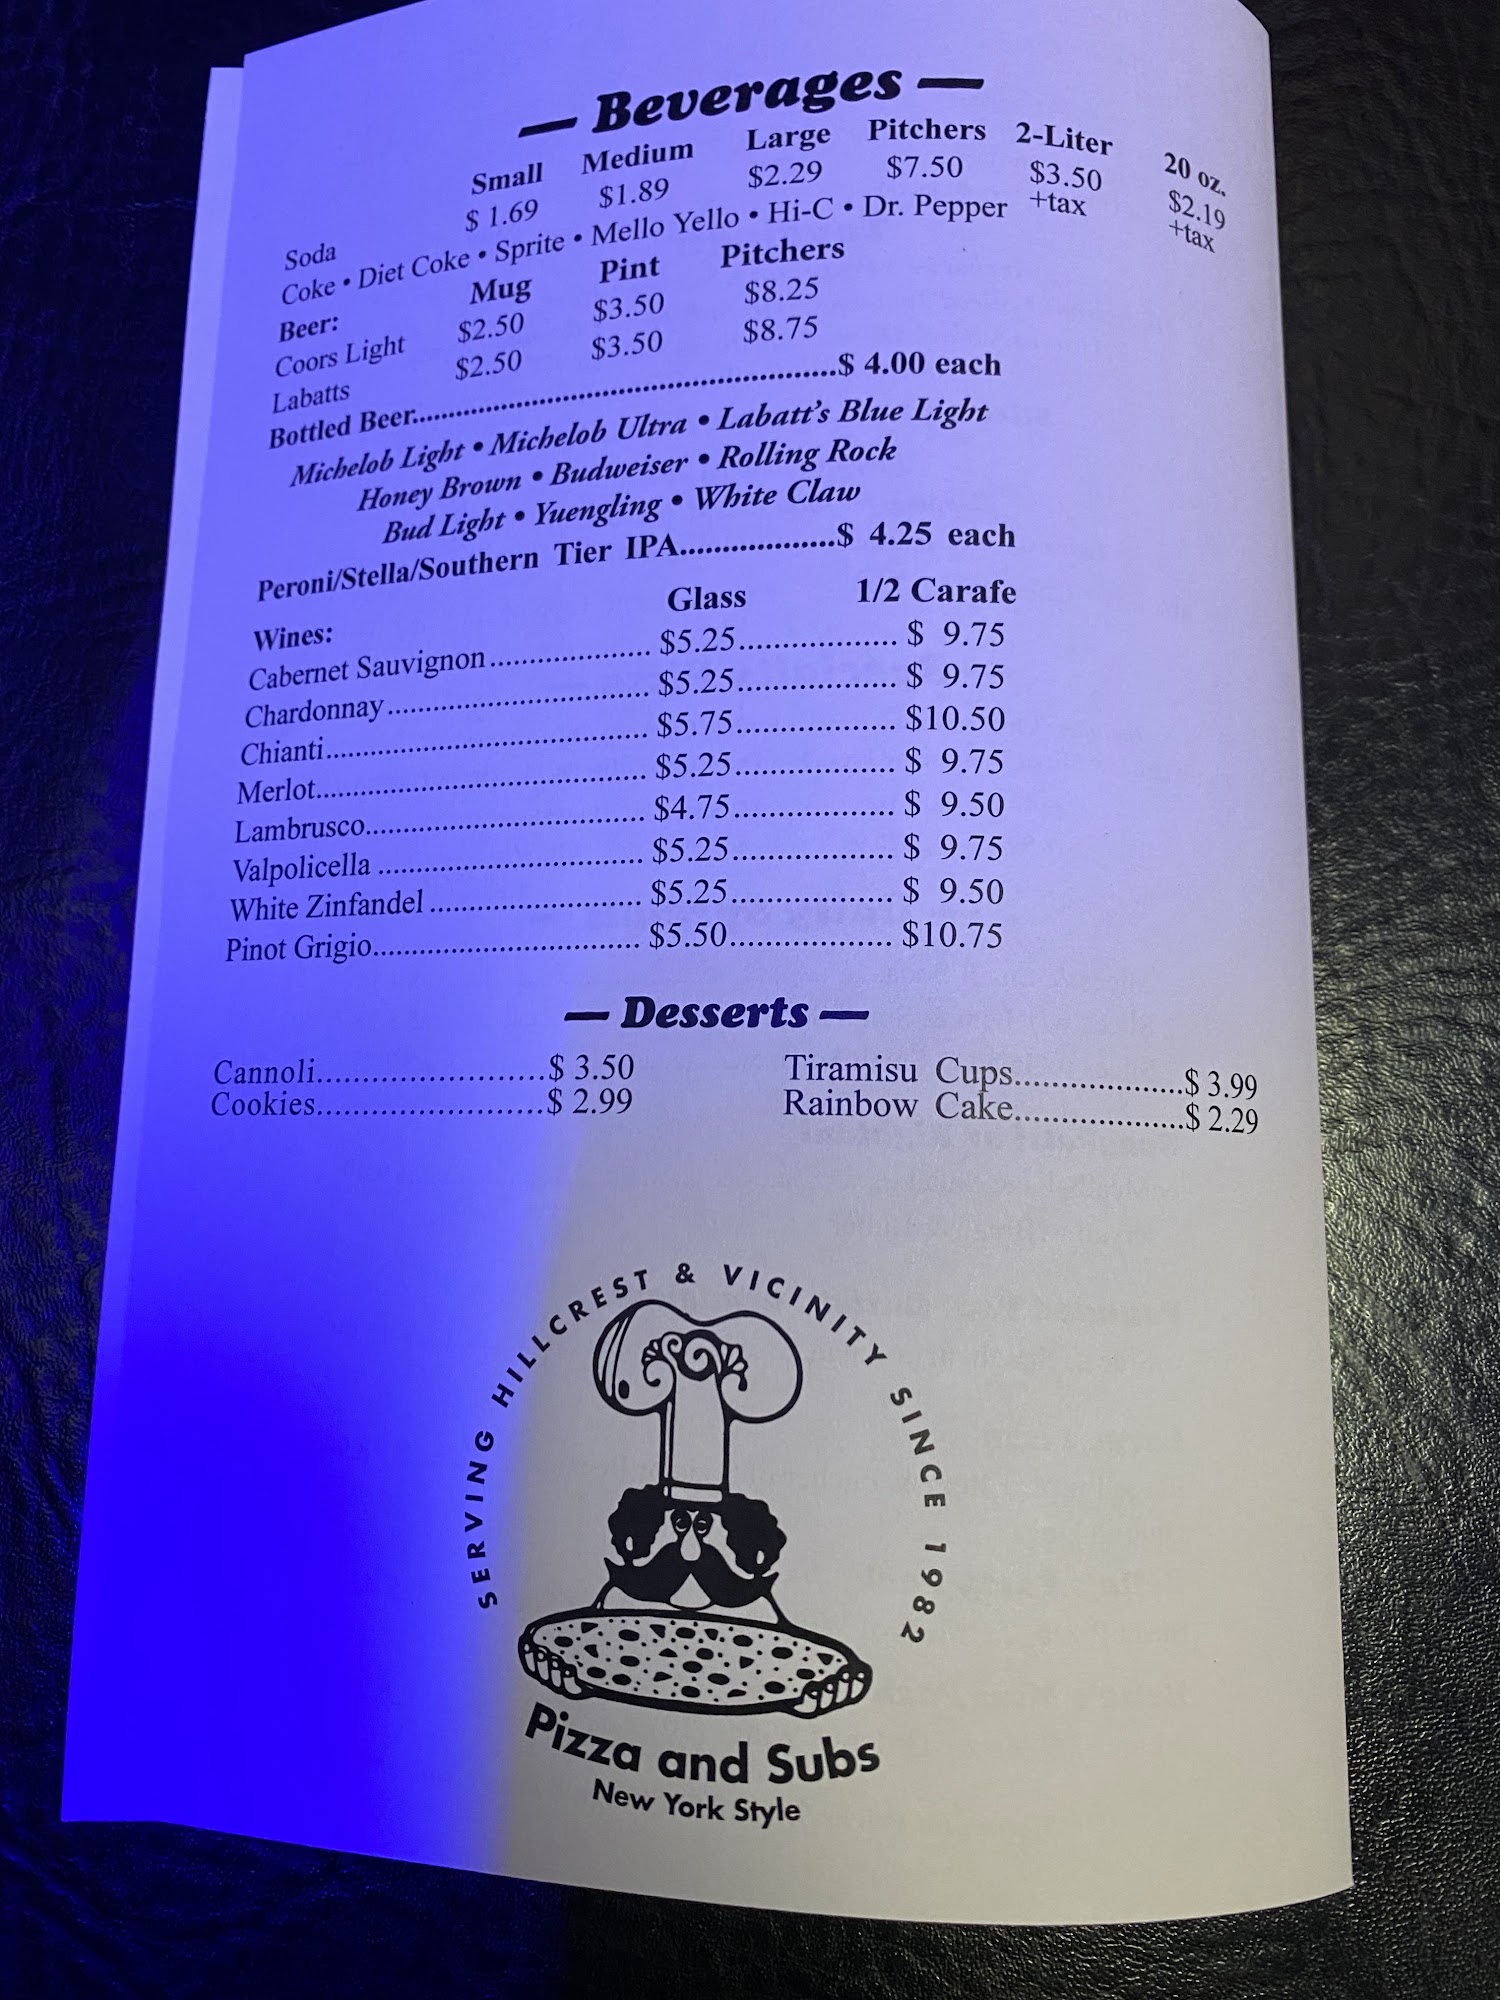 — Beverages —
Small Medium Large Pitchers 2-Liter 20 oz.
Soda $ 1.69 $1.89 $2.29 $7.50 $3.50 $2.19
+tax +tax
Coke • Diet Coke • Sprite • Mello Yello • Hi-C • Dr. Pepper
Beer: Mug Pint Pitchers
Coors Light $2.50 $3.50 $8.25
Labatts $2.50 $3.50 $8.75
Bottled Beer..................................................$ 4.00 each
Michelob Light • Michelob Ultra • Labatt's Blue Light
Honey Brown • Budweiser • Rolling Rock
Bud Light • Yuengling • White Claw
Peroni/Stella/Southern Tier IPA...................$ 4.25 each
Wines: Glass 1/2 Carafe
Cabernet Sauvignon..................... $5.25................. $ 9.75
Chardonnay................................. $5.25................. $ 9.75
Chianti......................................... $5.75................. $10.50
Merlot.......................................... $5.25................. $ 9.75
Lambrusco................................... $4.75................. $ 9.50
Valpolicella ................................. $5.25................. $ 9.75
White Zinfandel ........................... $5.25................. $ 9.50
Pinot Grigio.................................. $5.50................. $10.75
— Desserts —
Cannoli.........................$ 3.50 Tiramisu Cups...................$ 3.99
Cookies.........................$ 2.99 Rainbow Cake...................$ 2.29
SERVING HILLCREST & VICINITY SINCE 1982
Pizza and Subs
New York Style